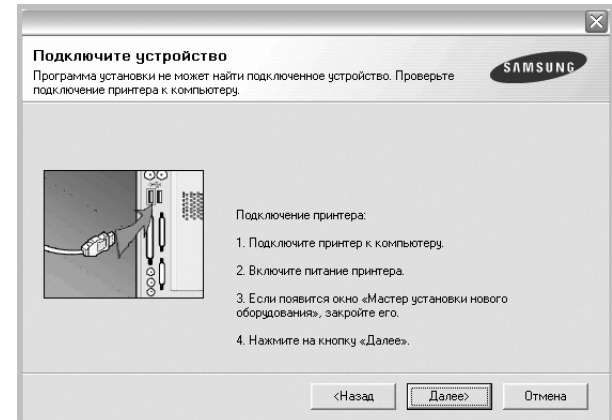 Подключите устройство
Программа установки не может найти подключенное устройство. Проверьте
подключение принтера к компьютеру.
SAMSUNG
Подключение принтера:
1. Подключите принтер к компьютеру.
2. Включите питание принтера.
3. Если появится окно «Мастер установки нового
оборудования», закройте его.
4. Нажмите на кнопку «Далее».
<Назад
Далее>
Отмена